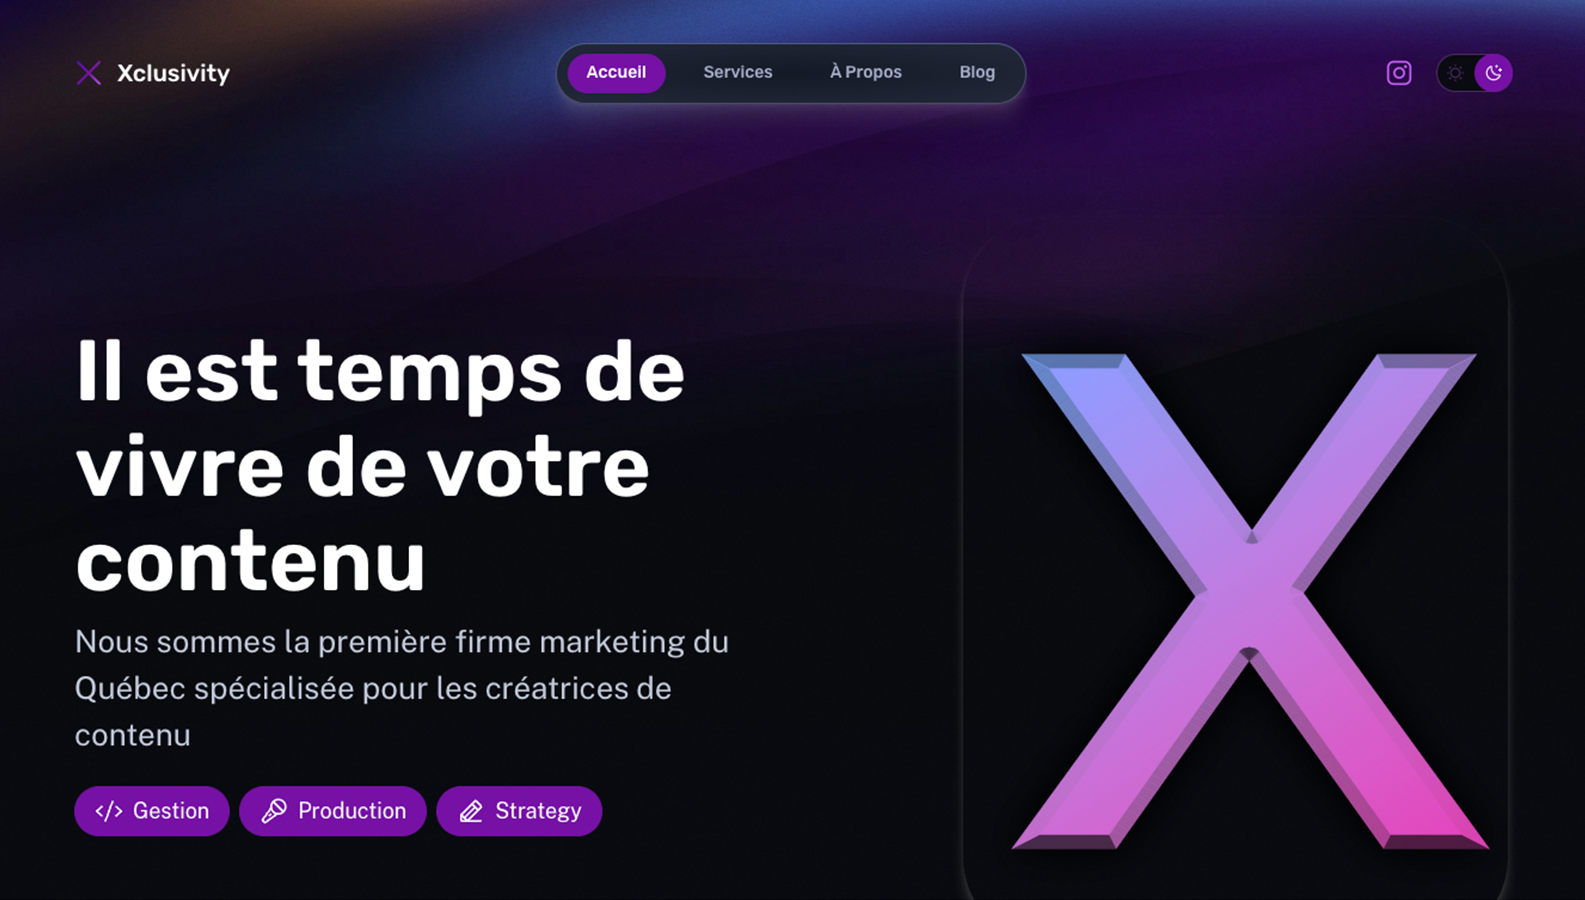 Xclusivity
Accueil
Services
À Propos
Blog
Il est temps de
vivre de votre
contenu
Nous sommes la première firme marketing du
Québec spécialisée pour les créatrices de
contenu
</> Gestion
Production
Strategy
X